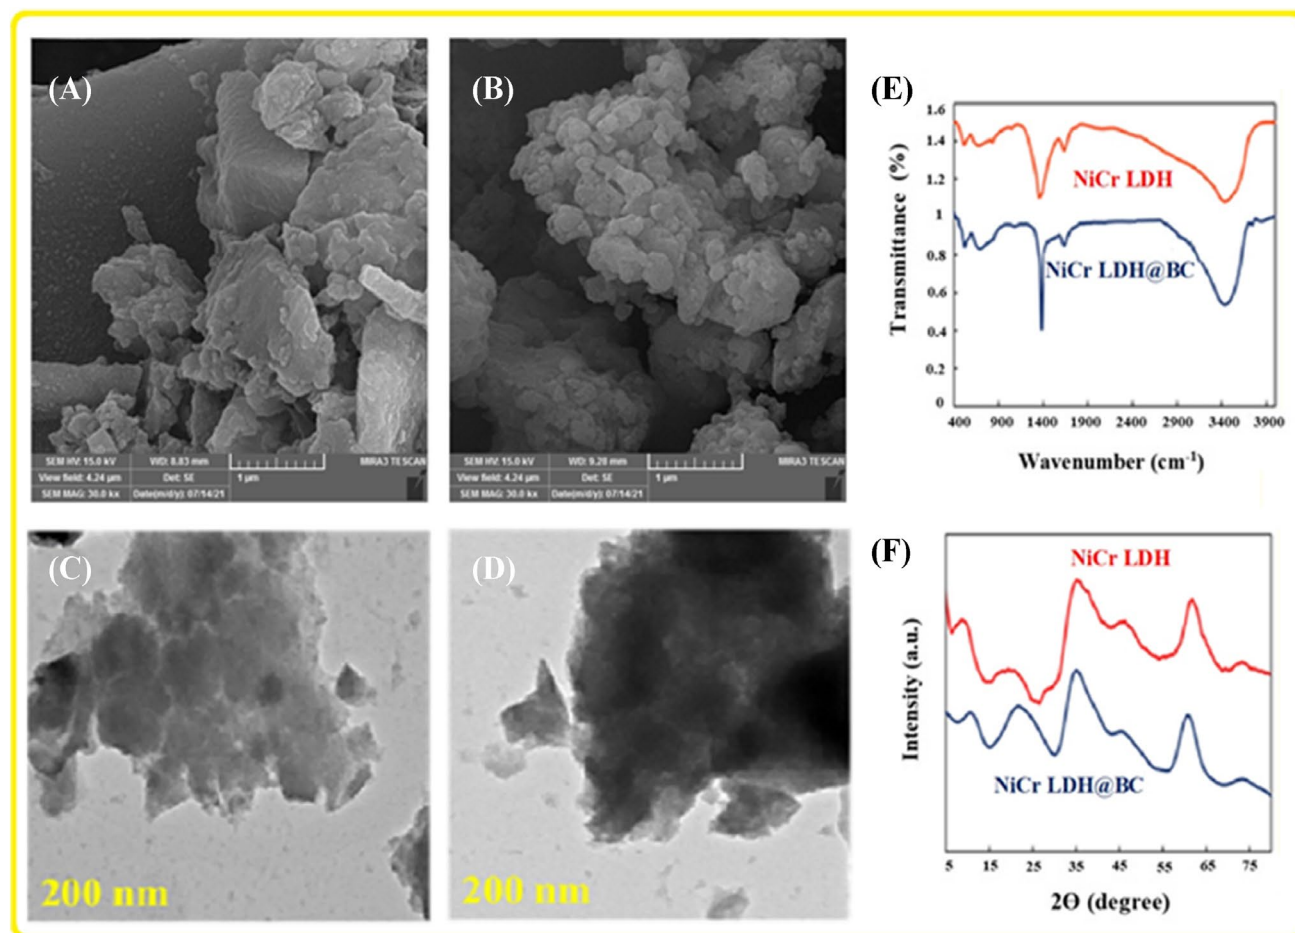 (A)
SEM HV: 15.0 kV
WD: 8.83 mm
MIRA3 TESCAN
View field: 4.24 µm
Det: SE
1 µm
SEM MAG: 30.0 kx
Date(m/d/y): 07/14/21
(B)
SEM HV: 15.0 kV
WD: 9.20 mm
MIRA3 TESCAN
View field: 4.24 µm
Det: SE
1 µm
SEM MAG: 30.0 kx
Date(m/d/y): 07/14/21
(E)
Transmittance (%)
1.6
1.4
1.2
1
0.8
0.6
0.4
0.2
0
NiCr LDH
NiCr LDH@BC
400 900 1400 1900 2400 2900 3400 3900
Wavenumber (cm⁻¹)
(C)
200 nm
(D)
200 nm
(F)
Intensity (a.u.)
NiCr LDH
NiCr LDH@BC
5 15 25 35 45 55 65 75
2Θ (degree)